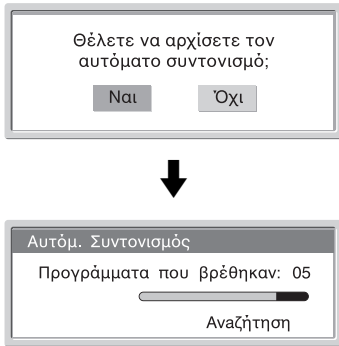 Θέλετε να αρχίσετε τον
αυτόματο συντονισμό;
Ναι Όχι
Αυτόμ. Συντονισμός
Προγράμματα που βρέθηκαν: 05
Αναζήτηση